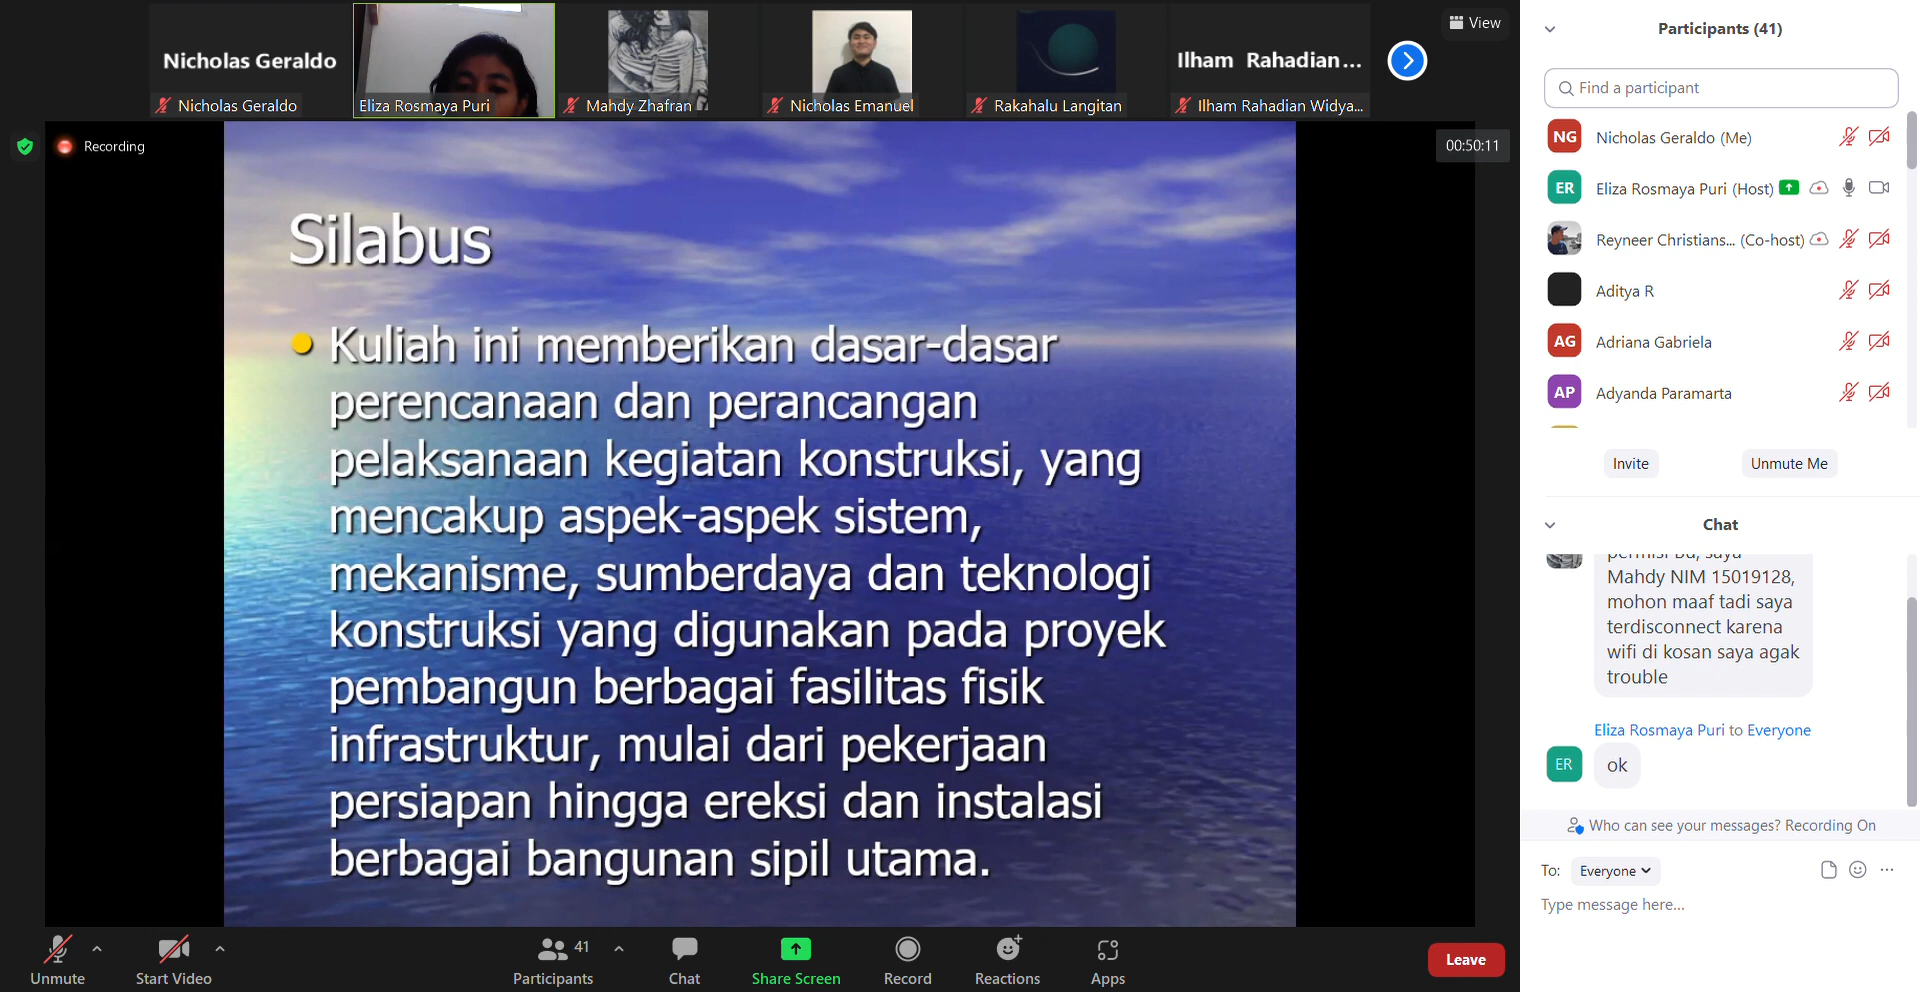 Nicholas Geraldo
Nicholas Geraldo
Eliza Rosmaya Puri
Mahdy Zhafran
Nicholas Emanuel
Rakahalu Langitan
Ilham Rahadian...
Ilham Rahadian Widya...
View
Recording
00:50:11
Silabus
Kuliah ini memberikan dasar-dasar
perencanaan dan perancangan
pelaksanaan kegiatan konstruksi, yang
mencakup aspek-aspek sistem,
mekanisme, sumberdaya dan teknologi
konstruksi yang digunakan pada proyek
pembangun berbagai fasilitas fisik
infrastruktur, mulai dari pekerjaan
persiapan hingga ereksi dan instalasi
berbagai bangunan sipil utama.
Unmute
Start Video
41
Participants
Chat
Share Screen
Record
Reactions
Apps
Leave
Participants (41)
Find a participant
NG Nicholas Geraldo (Me)
ER Eliza Rosmaya Puri (Host)
Reyneer Christians... (Co-host)
Aditya R
AG Adriana Gabriela
AP Adyanda Paramarta
Invite
Unmute Me
Chat
permisi Bu, saya
Mahdy NIM 15019128,
mohon maaf tadi saya
terdisconnect karena
wifi di kosan saya agak
trouble
Eliza Rosmaya Puri to Everyone
ER ok
Who can see your messages? Recording On
To: Everyone
Type message here...